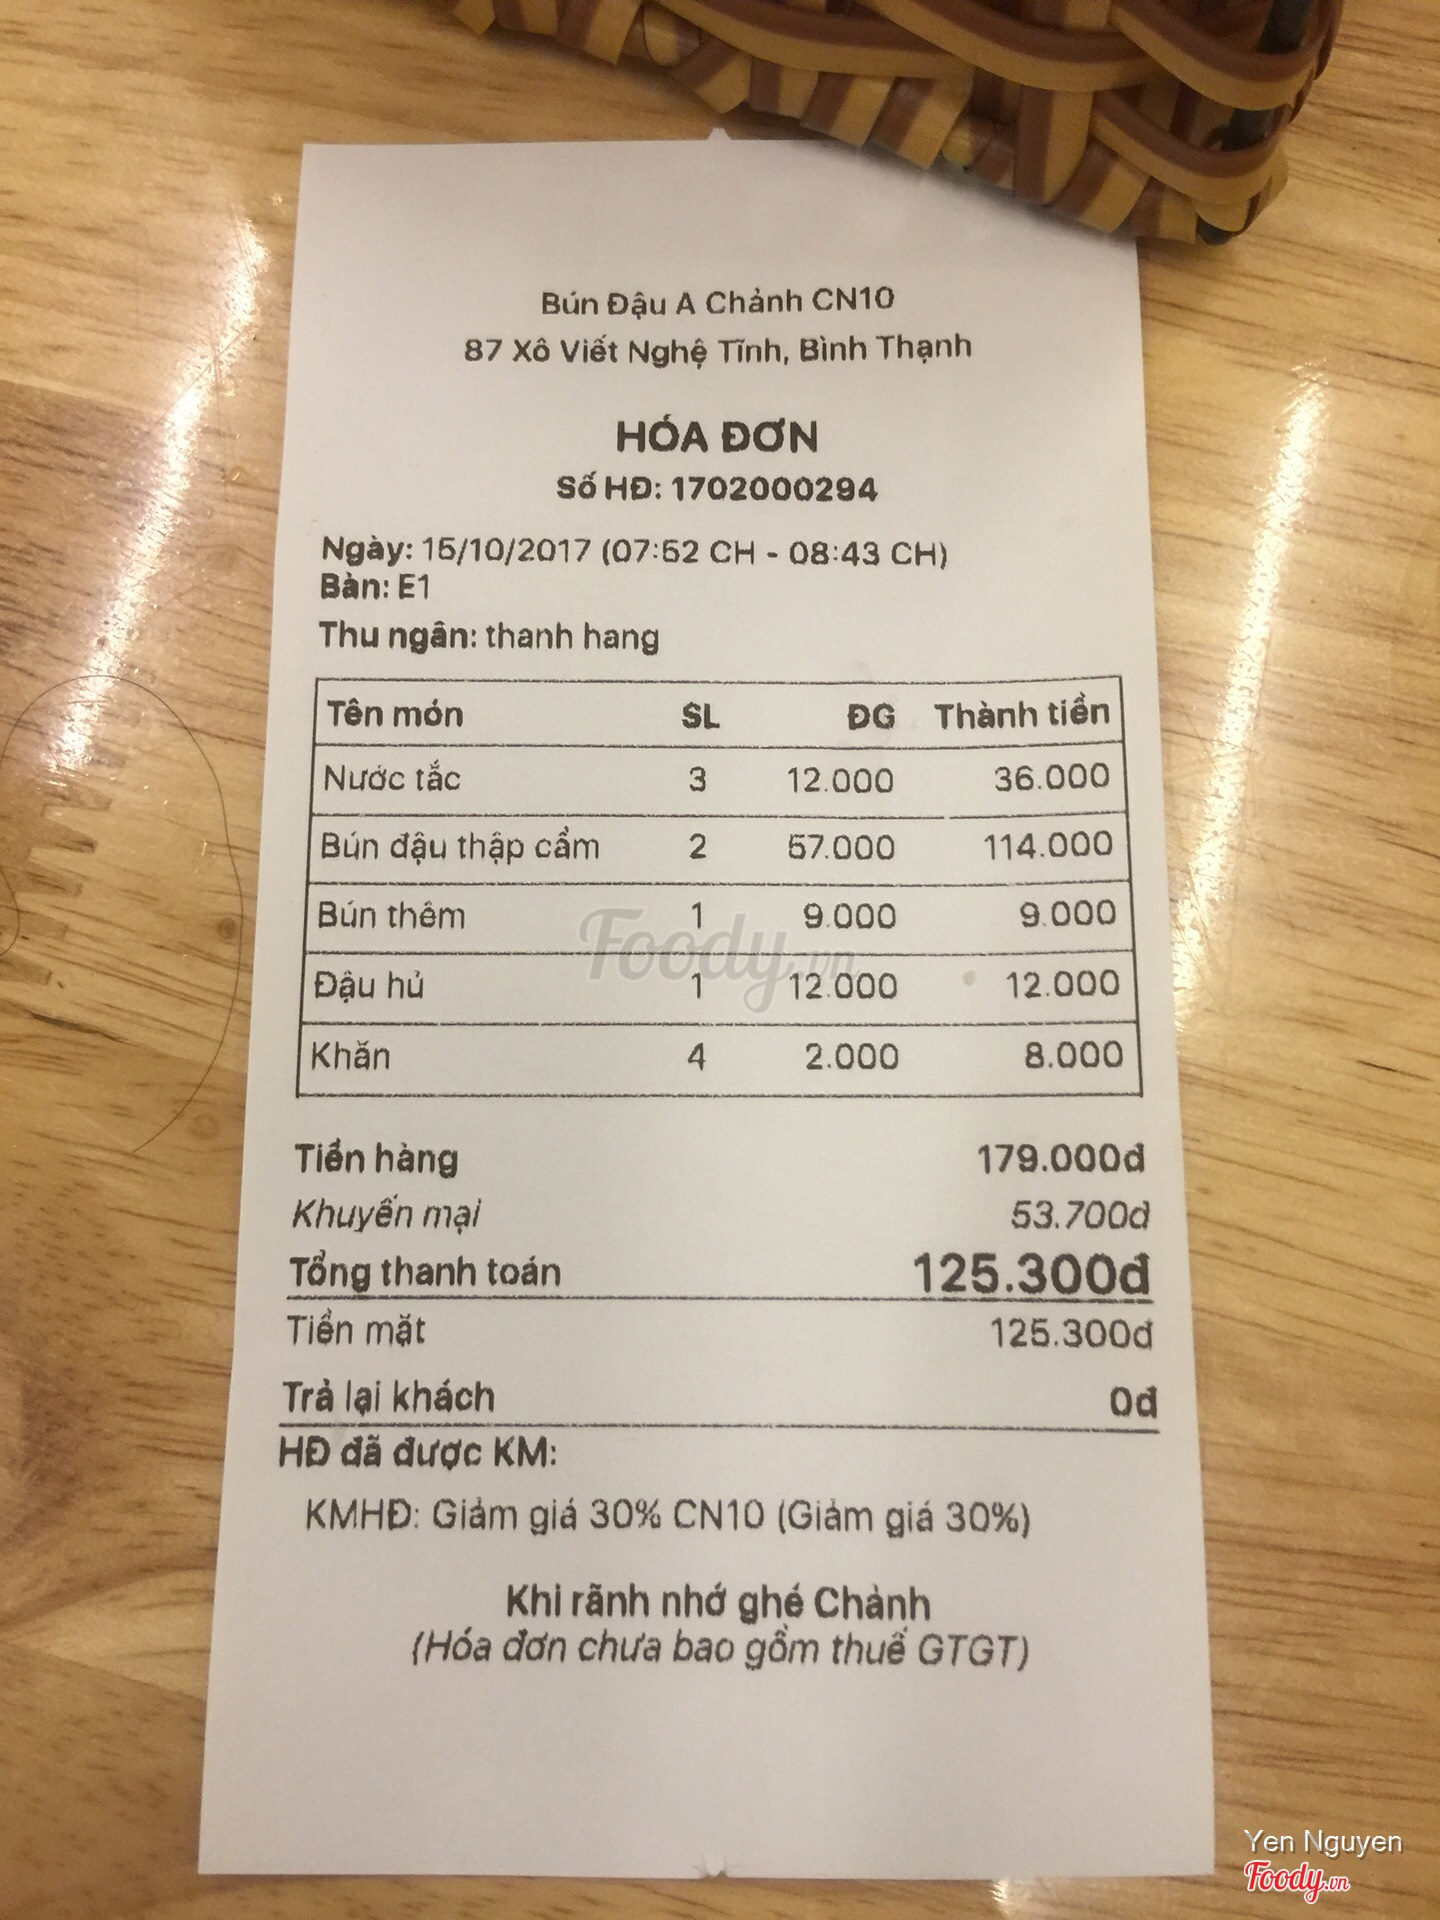 Bún Đậu A Chảnh CN10
87 Xô Viết Nghệ Tĩnh, Bình Thạnh
HÓA ĐƠN
Số HĐ: 1702000294
Ngày: 15/10/2017 (07:52 CH - 08:43 CH)
Bàn: E1
Thu ngân: thanh hang
Tên món SL ĐG Thành tiền
Nước tắc 3 12.000 36.000
Bún đậu thập cẩm 2 57.000 114.000
Bún thêm 1 9.000 9.000
Đậu hủ 1 12.000 12.000
Khăn 4 2.000 8.000
Foody.vn
Tiền hàng 179.000đ
Khuyến mại 53.700đ
Tổng thanh toán 125.300đ
Tiền mặt 125.300đ
Trả lại khách 0đ
HĐ đã được KM:
KMHĐ: Giảm giá 30% CN10 (Giảm giá 30%)
Khi rãnh nhớ ghé Chảnh
(Hóa đơn chưa bao gồm thuế GTGT)
Yen Nguyen
Foody.vn